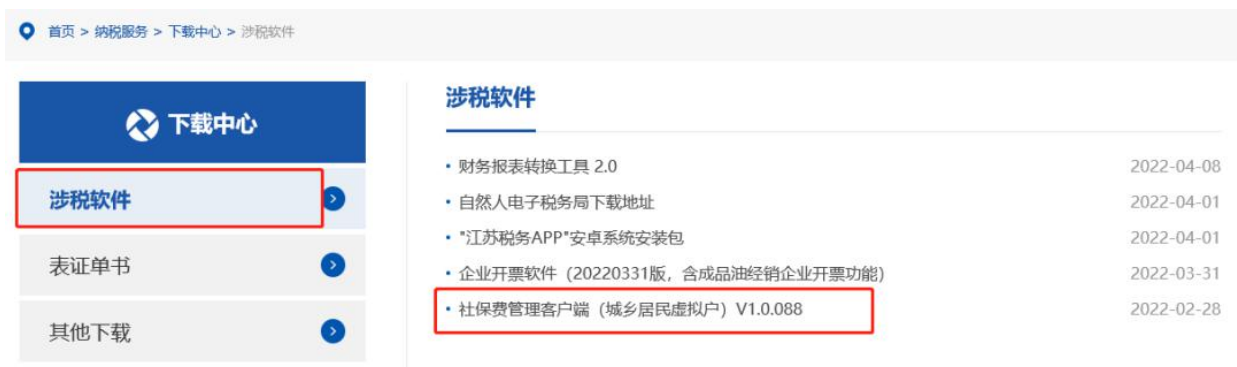 首页 > 纳税服务 > 下载中心 > 涉税软件
下载中心
涉税软件
表证单书
其他下载
涉税软件
• 财务报表转换工具 2.0 2022-04-08
• 自然人电子税务局下载地址 2022-04-01
• "江苏税务APP"安卓系统安装包 2022-04-01
• 企业开票软件（20220331版，含成品油经销企业开票功能） 2022-03-31
• 社保费管理客户端（城乡居民虚拟户）V1.0.088 2022-02-28